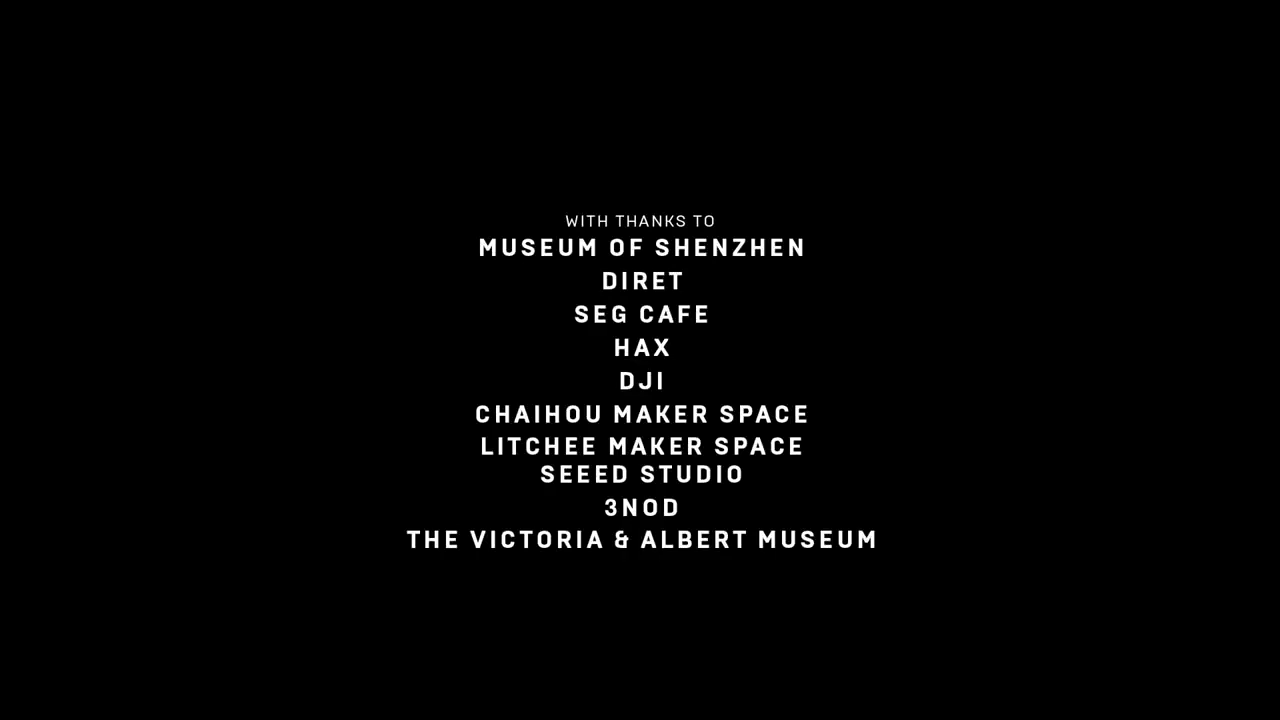 WITH THANKS TO
MUSEUM OF SHENZHEN
DIRET
SEG CAFE
HAX
DJI
CHAIHOU MAKER SPACE
LITCHEE MAKER SPACE
SEEED STUDIO
3NOD
THE VICTORIA & ALBERT MUSEUM